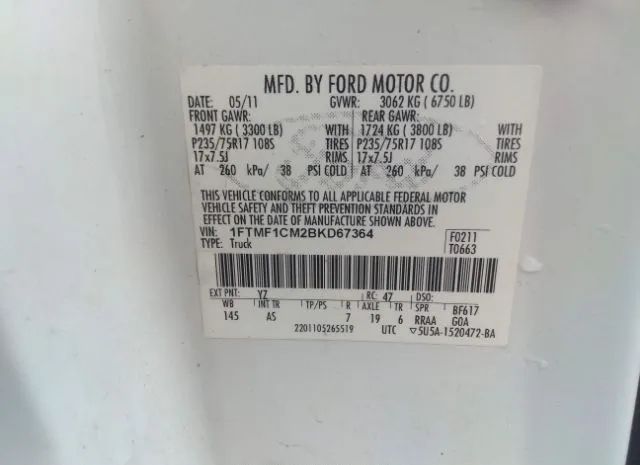 MFD. BY FORD MOTOR CO.
DATE: 05/11 GVWR: 3062 KG ( 6750 LB)
FRONT GAWR: REAR GAWR:
1497 KG ( 3300 LB) WITH 1724 KG ( 3800 LB) WITH
P235/75R17 108S TIRES P235/75R17 108S TIRES
17x7.5J RIMS 17x7.5J RIMS
AT 260 kPa/ 38 PSI COLD AT 260 kPa/ 38 PSI COLD
THIS VEHICLE CONFORMS TO ALL APPLICABLE FEDERAL MOTOR
VEHICLE SAFETY AND THEFT PREVENTION STANDARDS IN
EFFECT ON THE DATE OF MANUFACTURE SHOWN ABOVE.
VIN: 1FTMF1CM2BKD67364 F0211
TYPE: Truck T0663
EXT PNT: YZ RC: 47 DSO:
WB INT TR TP/PS R AXLE TR SPR BF617
145 AS 7 19 6 RRAA GOA
2201105265519 UTC ▽5U5A-1520472-BA